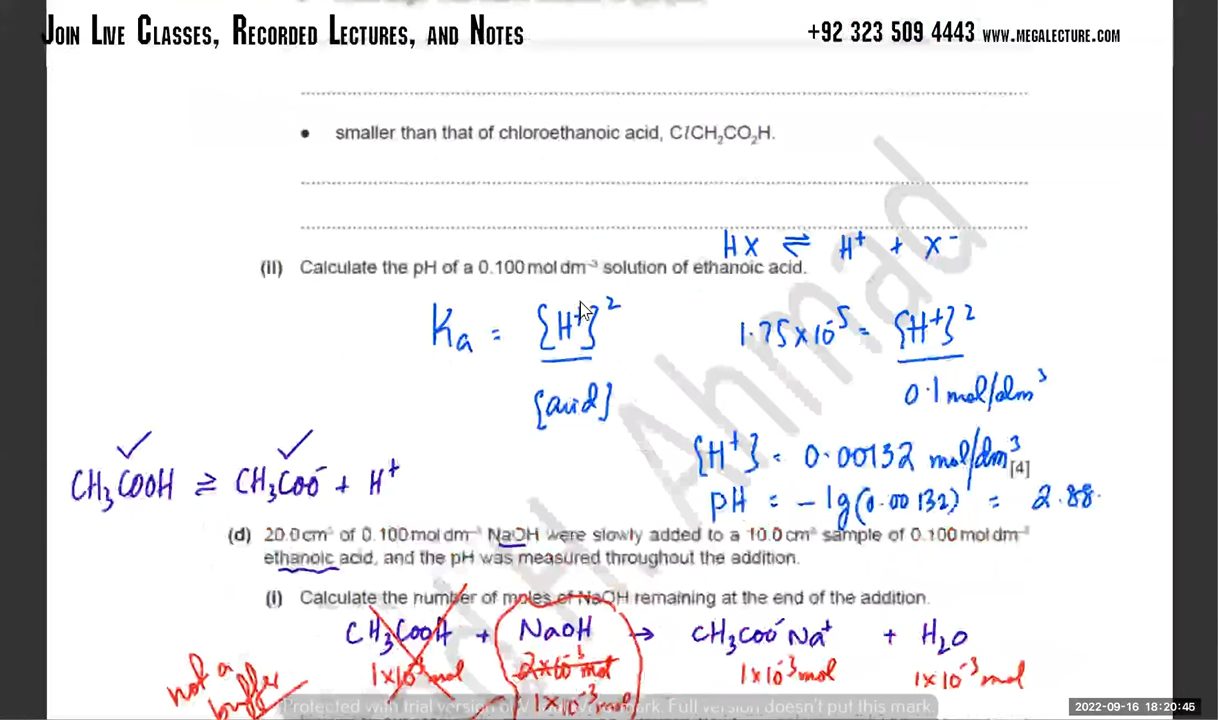 JOIN LIVE CLASSES, RECORDED LECTURES, AND NOTES +92 323 509 4443 WWW.MEGALECTURE.COM
• smaller than that of chloroethanoic acid, ClCH₂CO₂H.
HX ⇌ H⁺ + X⁻
(ii) Calculate the pH of a 0.100 mol dm⁻³ solution of ethanoic acid.
Ka = [H⁺]² / [acid]
1.75×10⁻⁵ = [H⁺]² / 0.1 mol/dm³
[H⁺] = 0.00132 mol/dm³
[4]
pH = -lg(0.00132) = 2.88.
CH₃COOH ⇌ CH₃COO⁻ + H⁺
(d) 20.0 cm³ of 0.100 mol dm⁻³ NaOH were slowly added to a 10.0 cm³ sample of 0.100 mol dm⁻³
ethanoic acid, and the pH was measured throughout the addition.
(i) Calculate the number of moles of NaOH remaining at the end of the addition.
CH₃COOH + NaOH → CH₃COO⁻Na⁺ + H₂O
1×10⁻³ mol 2×10⁻³ mol 1×10⁻³ mol 1×10⁻³ mol
not a
buffer
1×10⁻³ mol
Ahmad
2022-09-16 18:20:45